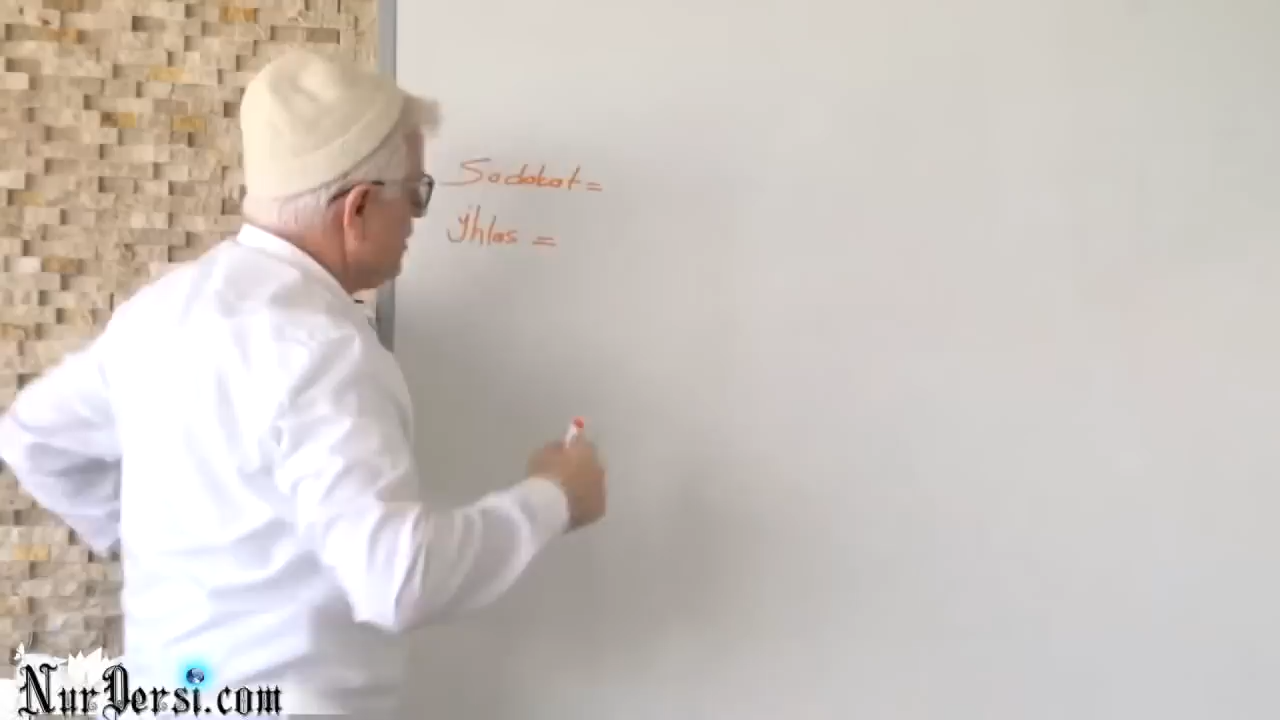 Sadakat =
İhlas =
NurDersi.com